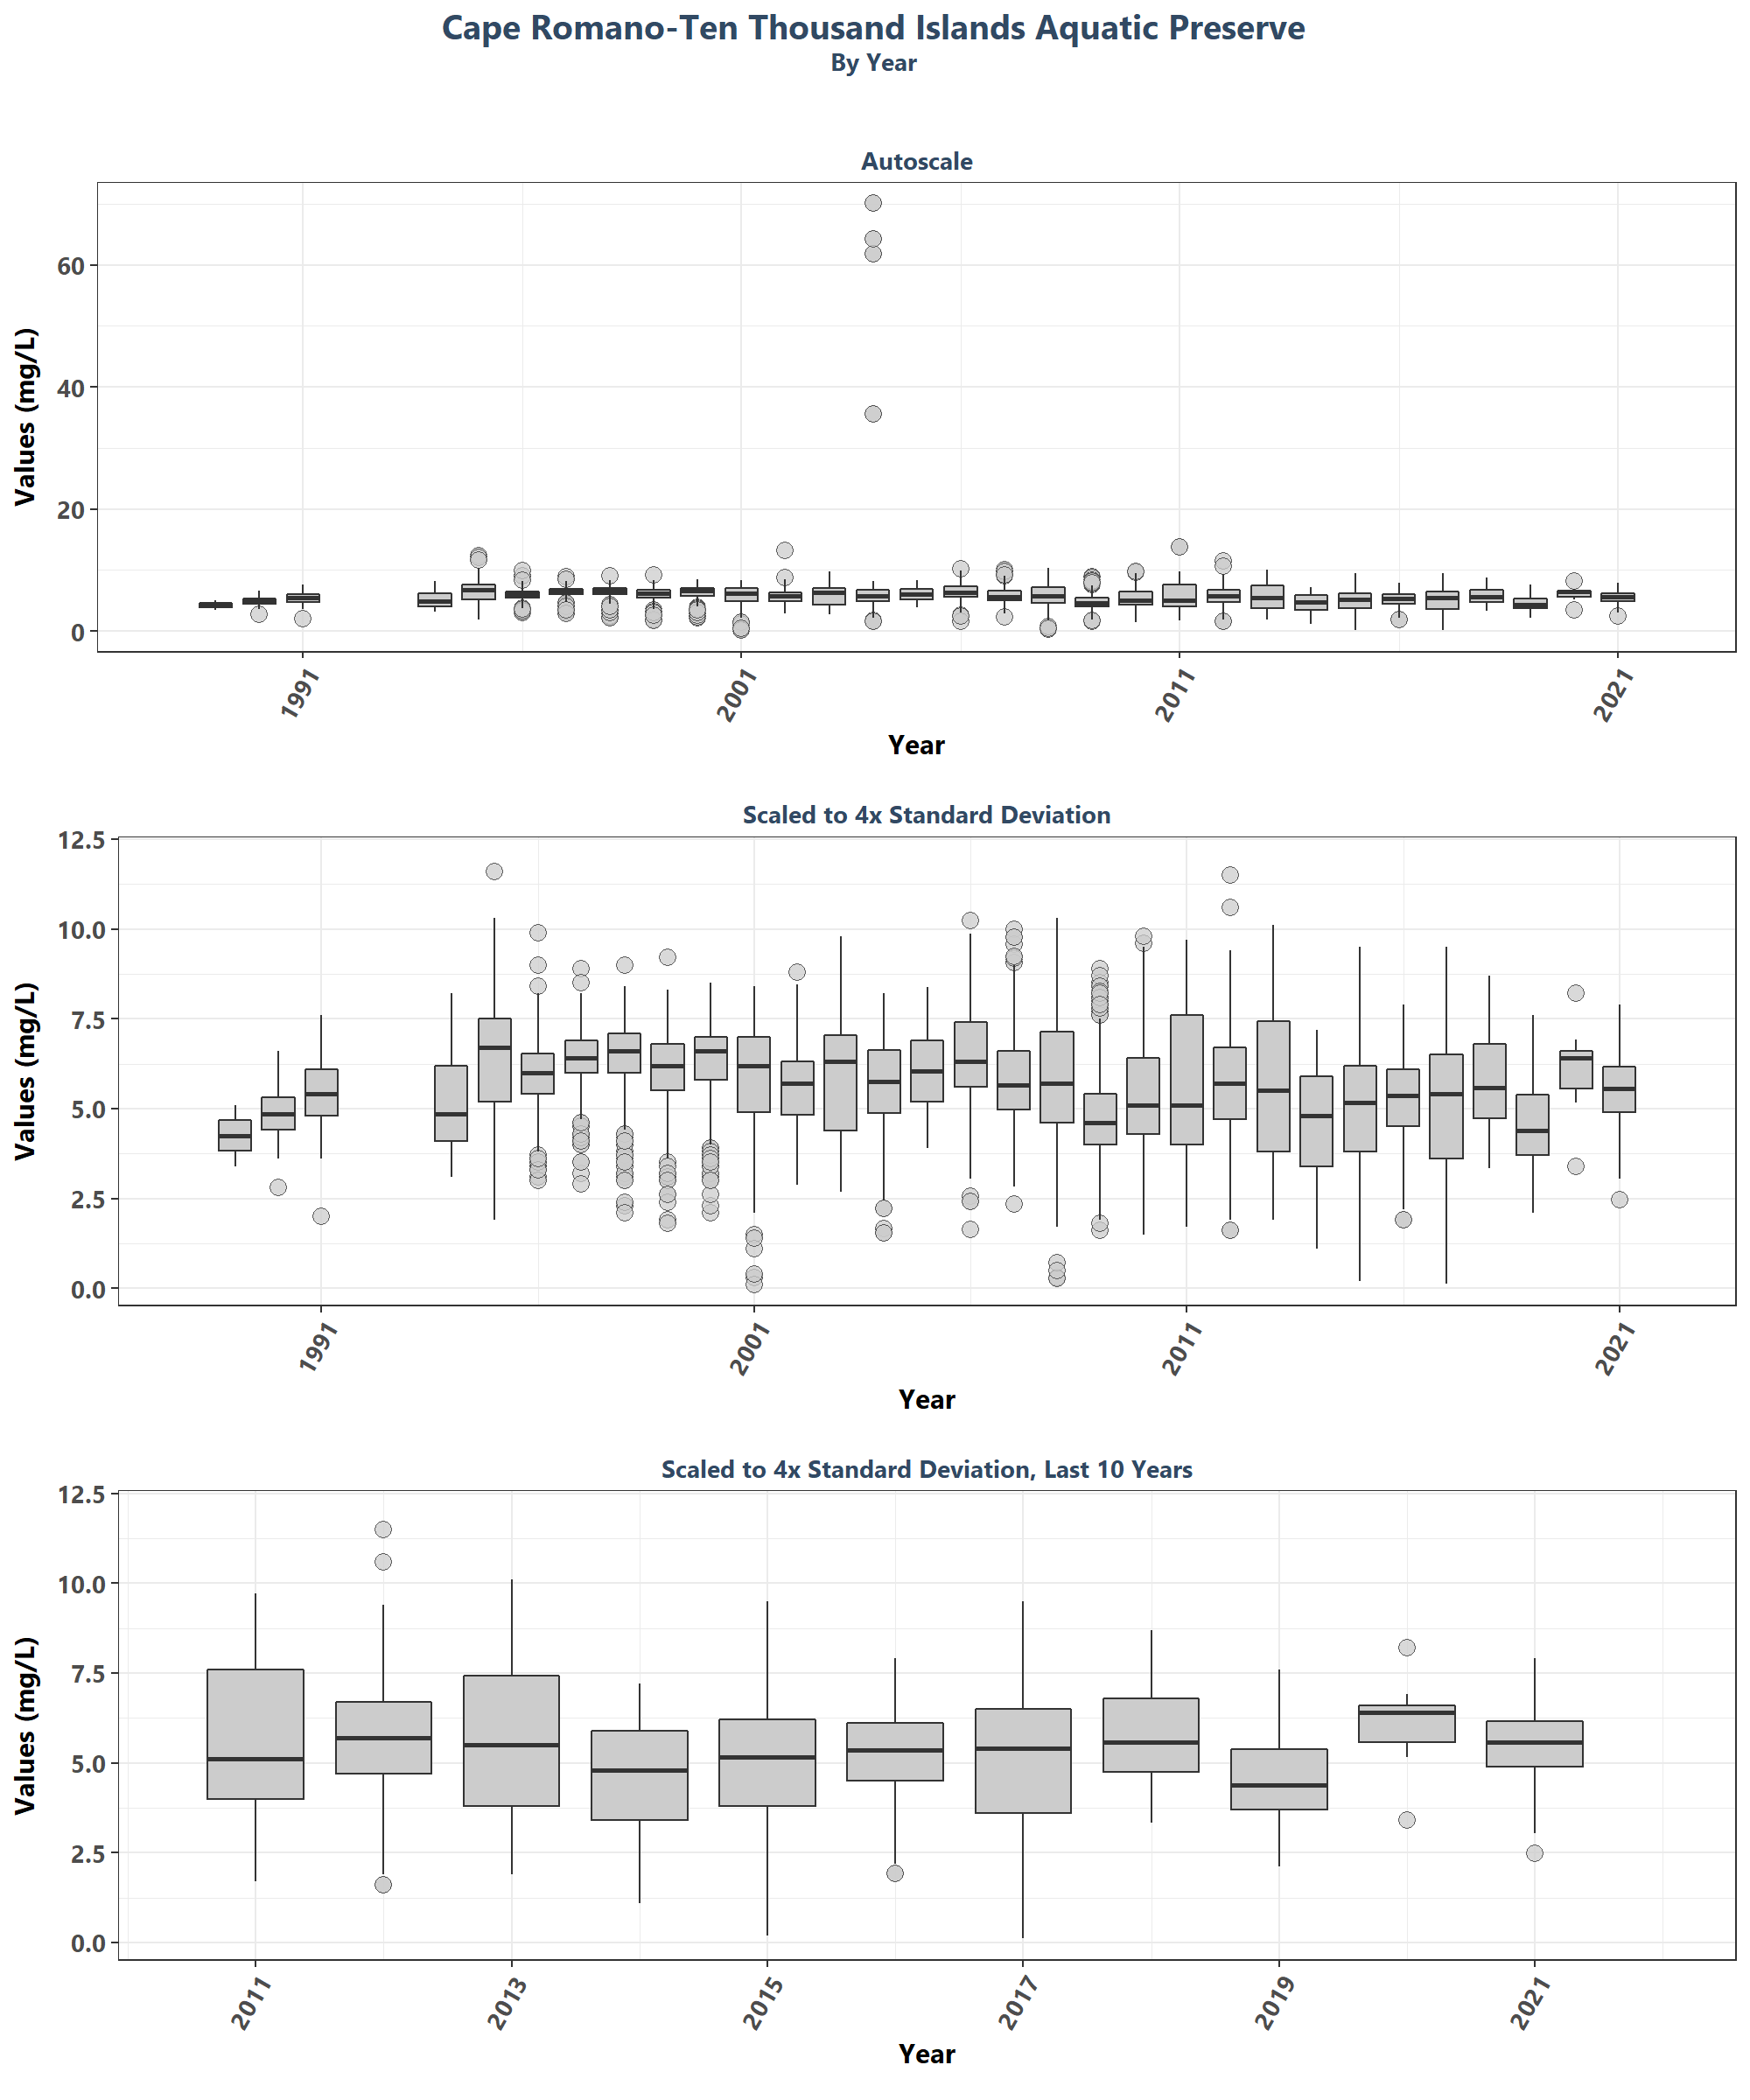 Cape Romano-Ten Thousand Islands Aquatic Preserve
By Year
Autoscale
Values (mg/L)
60
40
20
0
1991
2001
2011
2021
Year
Scaled to 4x Standard Deviation
Values (mg/L)
12.5
10.0
7.5
5.0
2.5
0.0
1991
2001
2011
2021
Year
Scaled to 4x Standard Deviation, Last 10 Years
Values (mg/L)
12.5
10.0
7.5
5.0
2.5
0.0
2011
2013
2015
2017
2019
2021
Year